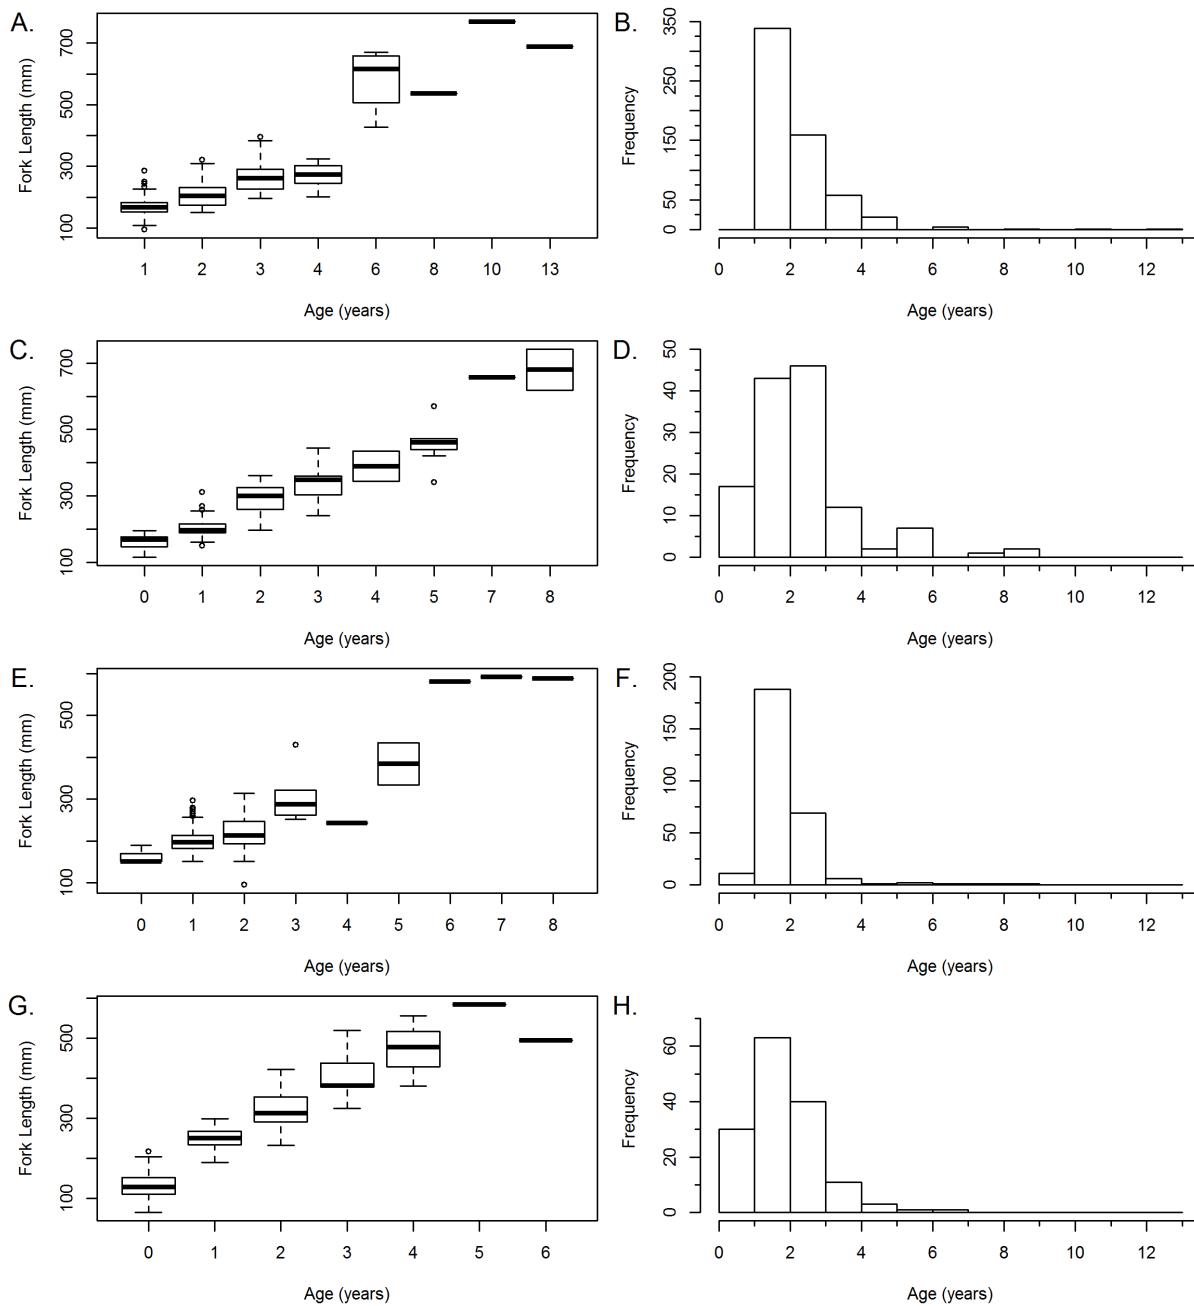 A.
Fork Length (mm)
700
500
300
100
1 2 3 4 6 8 10 13
Age (years)
B.
Frequency
350
250
150
50
0
0 2 4 6 8 10 12
Age (years)
C.
Fork Length (mm)
700
500
300
100
0 1 2 3 4 5 7 8
Age (years)
D.
Frequency
50
40
30
20
10
0
0 2 4 6 8 10 12
Age (years)
E.
Fork Length (mm)
500
300
100
0 1 2 3 4 5 6 7 8
Age (years)
F.
Frequency
200
150
100
50
0
0 2 4 6 8 10 12
Age (years)
G.
Fork Length (mm)
500
300
100
0 1 2 3 4 5 6
Age (years)
H.
Frequency
60
40
20
0
0 2 4 6 8 10 12
Age (years)